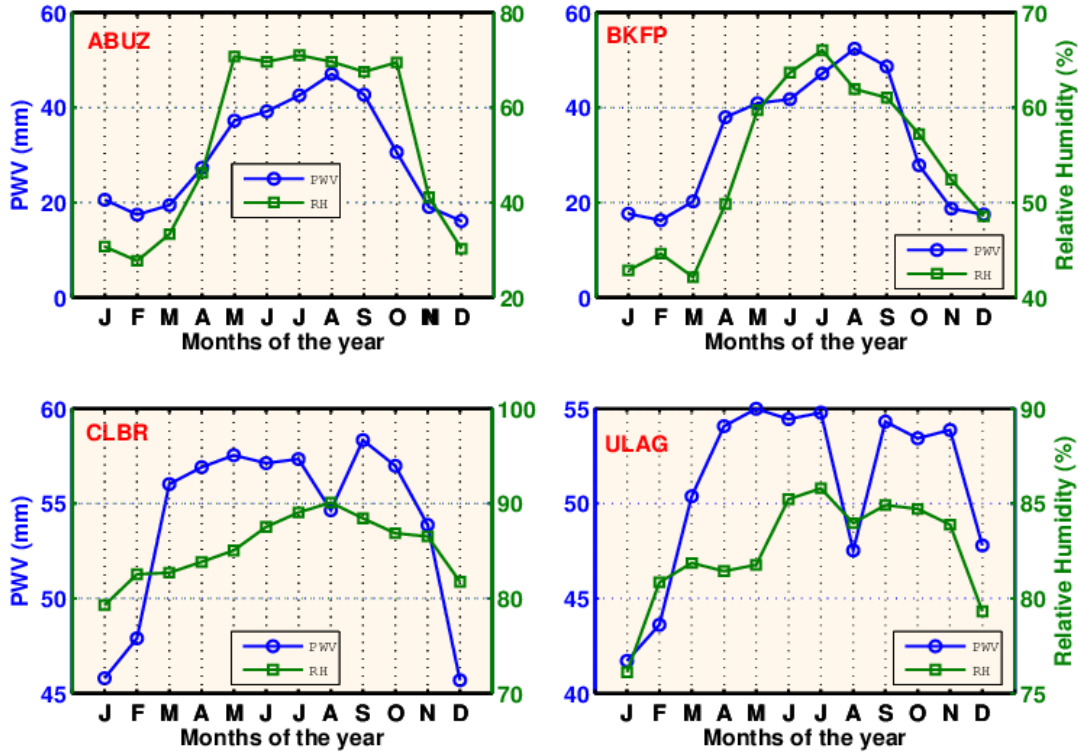 ABUZ
PWV (mm)
60
40
20
0
80
60
40
20
PWV
RH
J F M A M J J A S O N D
Months of the year
BKFP
60
40
20
0
70
60
50
40
Relative Humidity (%)
PWV
RH
J F M A M J J A S O N D
Months of the year
CLBR
PWV (mm)
60
55
50
45
100
90
80
70
PWV
RH
J F M A M J J A S O N D
Months of the year
ULAG
55
50
45
40
90
85
80
75
Relative Humidity (%)
PWV
RH
J F M A M J J A S O N D
Months of the year